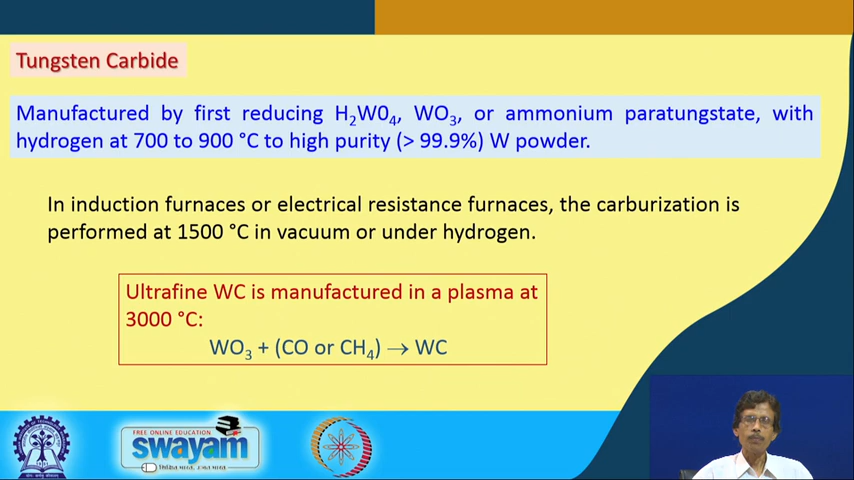 Tungsten Carbide
Manufactured by first reducing H₂W0₄, WO₃, or ammonium paratungstate, with
hydrogen at 700 to 900 °C to high purity (> 99.9%) W powder.
In induction furnaces or electrical resistance furnaces, the carburization is
performed at 1500 °C in vacuum or under hydrogen.
Ultrafine WC is manufactured in a plasma at
3000 °C:
WO₃ + (CO or CH₄) → WC
FREE ONLINE EDUCATION
swayam